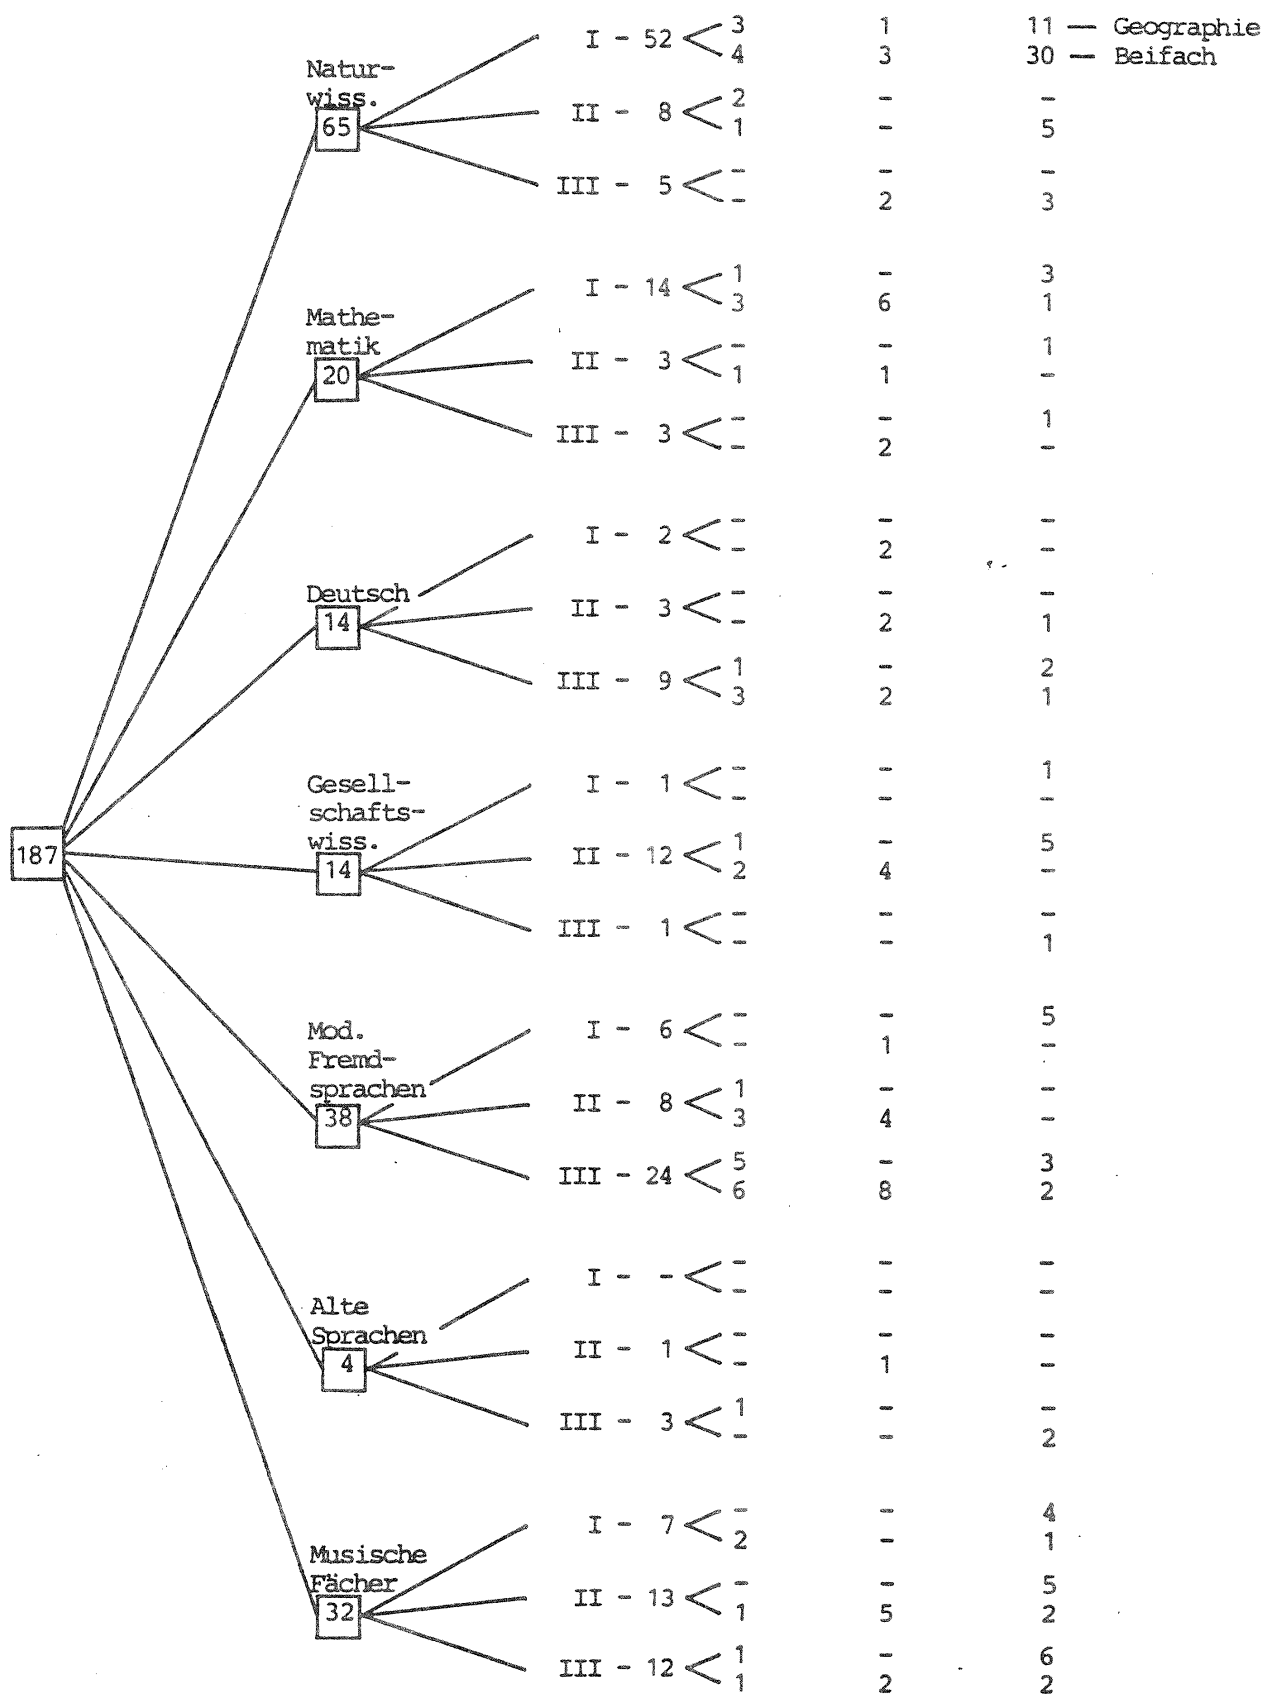 I - 52 < 3 1 11 — Geographie
4 3 30 — Beifach
Natur-
wiss.
65
II - 8 < 2 - -
1 - 5
III - 5 < - - -
- 2 3
I - 14 < 1 - 3
3 6 1
Mathe-
matik
20
II - 3 < - - 1
1 1 -
III - 3 < - - 1
- 2 -
I - 2 < - - -
- 2 -
Deutsch
14
II - 3 < - - -
- 2 1
III - 9 < 1 - 2
3 2 1
187
I - 1 < - - 1
- - -
Gesell-
schafts-
wiss.
14
II - 12 < 1 - 5
2 4 -
III - 1 < - - -
- - 1
I - 6 < - - 5
- 1 -
Mod.
Fremd-
sprachen
38
II - 8 < 1 - -
3 4 -
III - 24 < 5 - 3
6 8 2
I - - < - - -
- - -
Alte
Sprachen
4
II - 1 < - - -
- 1 -
III - 3 < 1 - -
- - 2
I - 7 < - - 4
2 - 1
Musische
Fächer
32
II - 13 < - - 5
1 5 2
III - 12 < 1 - 6
1 2 2